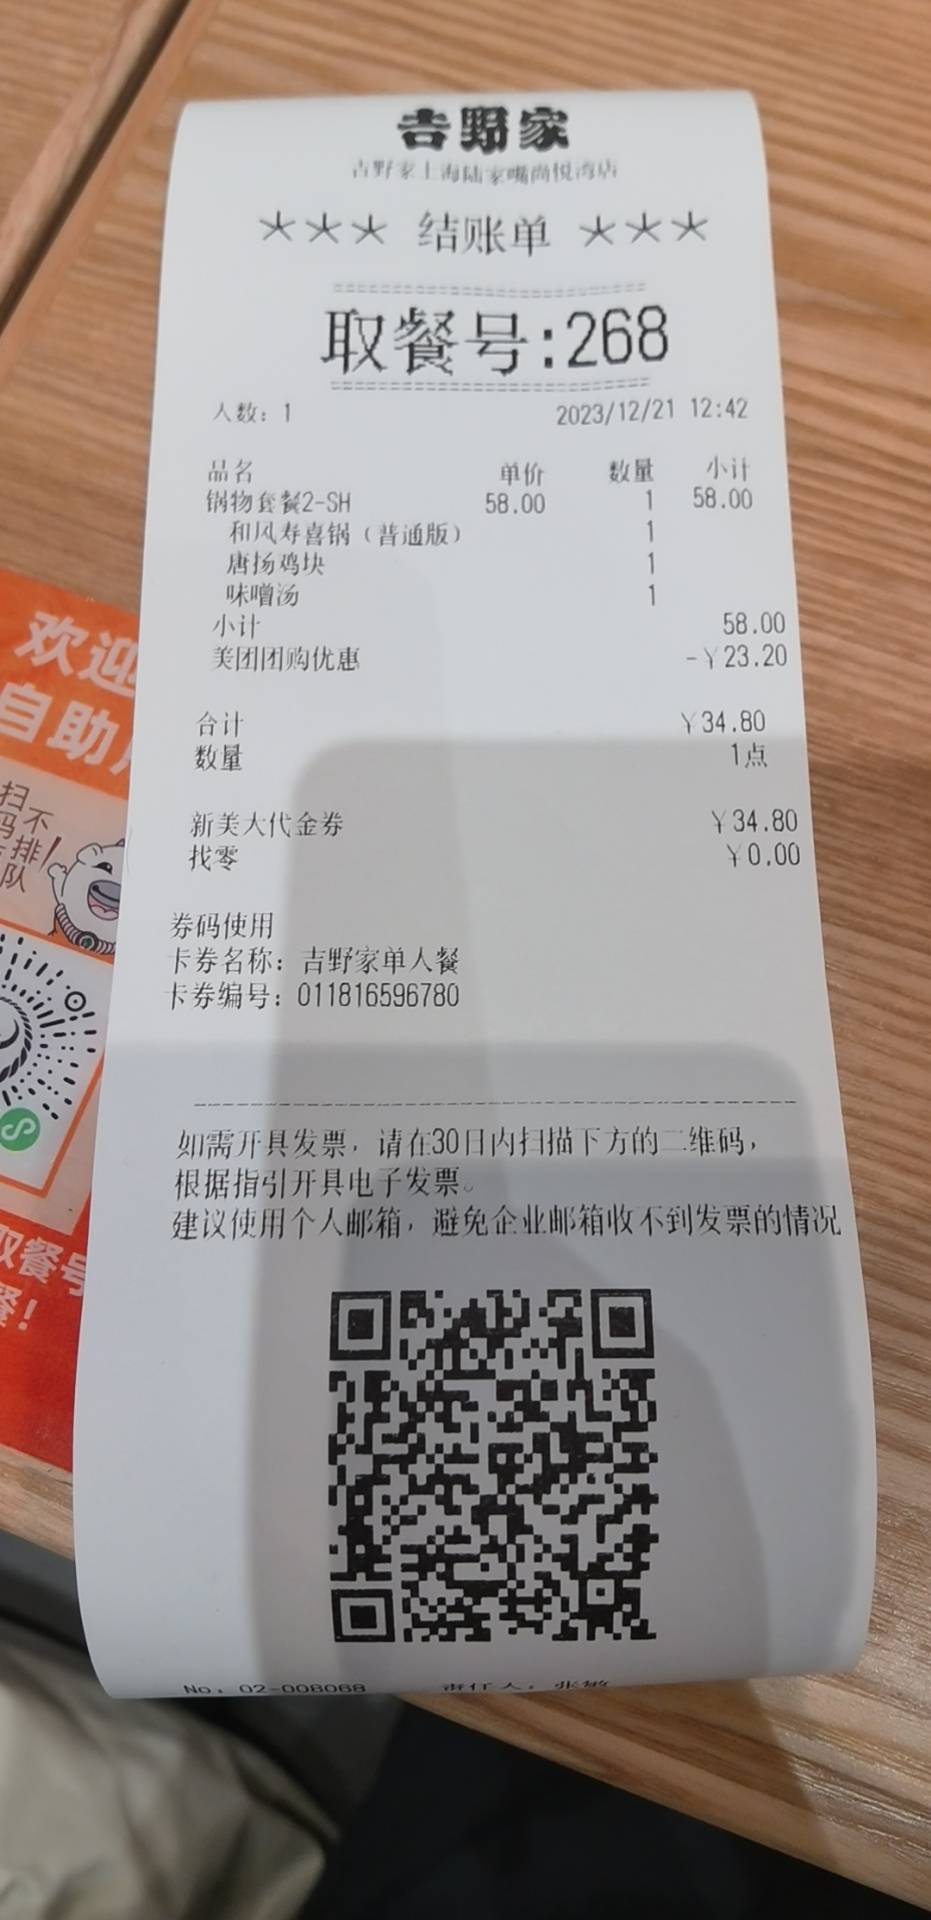 吉野家
吉野家上海陆家嘴尚悦湾店
*** 结账单 ***
取餐号:268
人数: 1 2023/12/21 12:42
品名 单价 数量 小计
锅物套餐2-SH 58.00 1 58.00
和风寿喜锅(普通版) 1
唐扬鸡块 1
味噌汤 1
小计 58.00
美团团购优惠 -¥23.20
合计 ¥34.80
数量 1点
新美大代金券 ¥34.80
找零 ¥0.00
券码使用
卡券名称: 吉野家单人餐
卡券编号: 011816596780
如需开具发票, 请在30日内扫描下方的二维码,
根据指引开具电子发票。
建议使用个人邮箱, 避免企业邮箱收不到发票的情况
No: 02-008068 责任人: 张敏
欢迎
自助
扫不
码排
队
取餐号
餐!